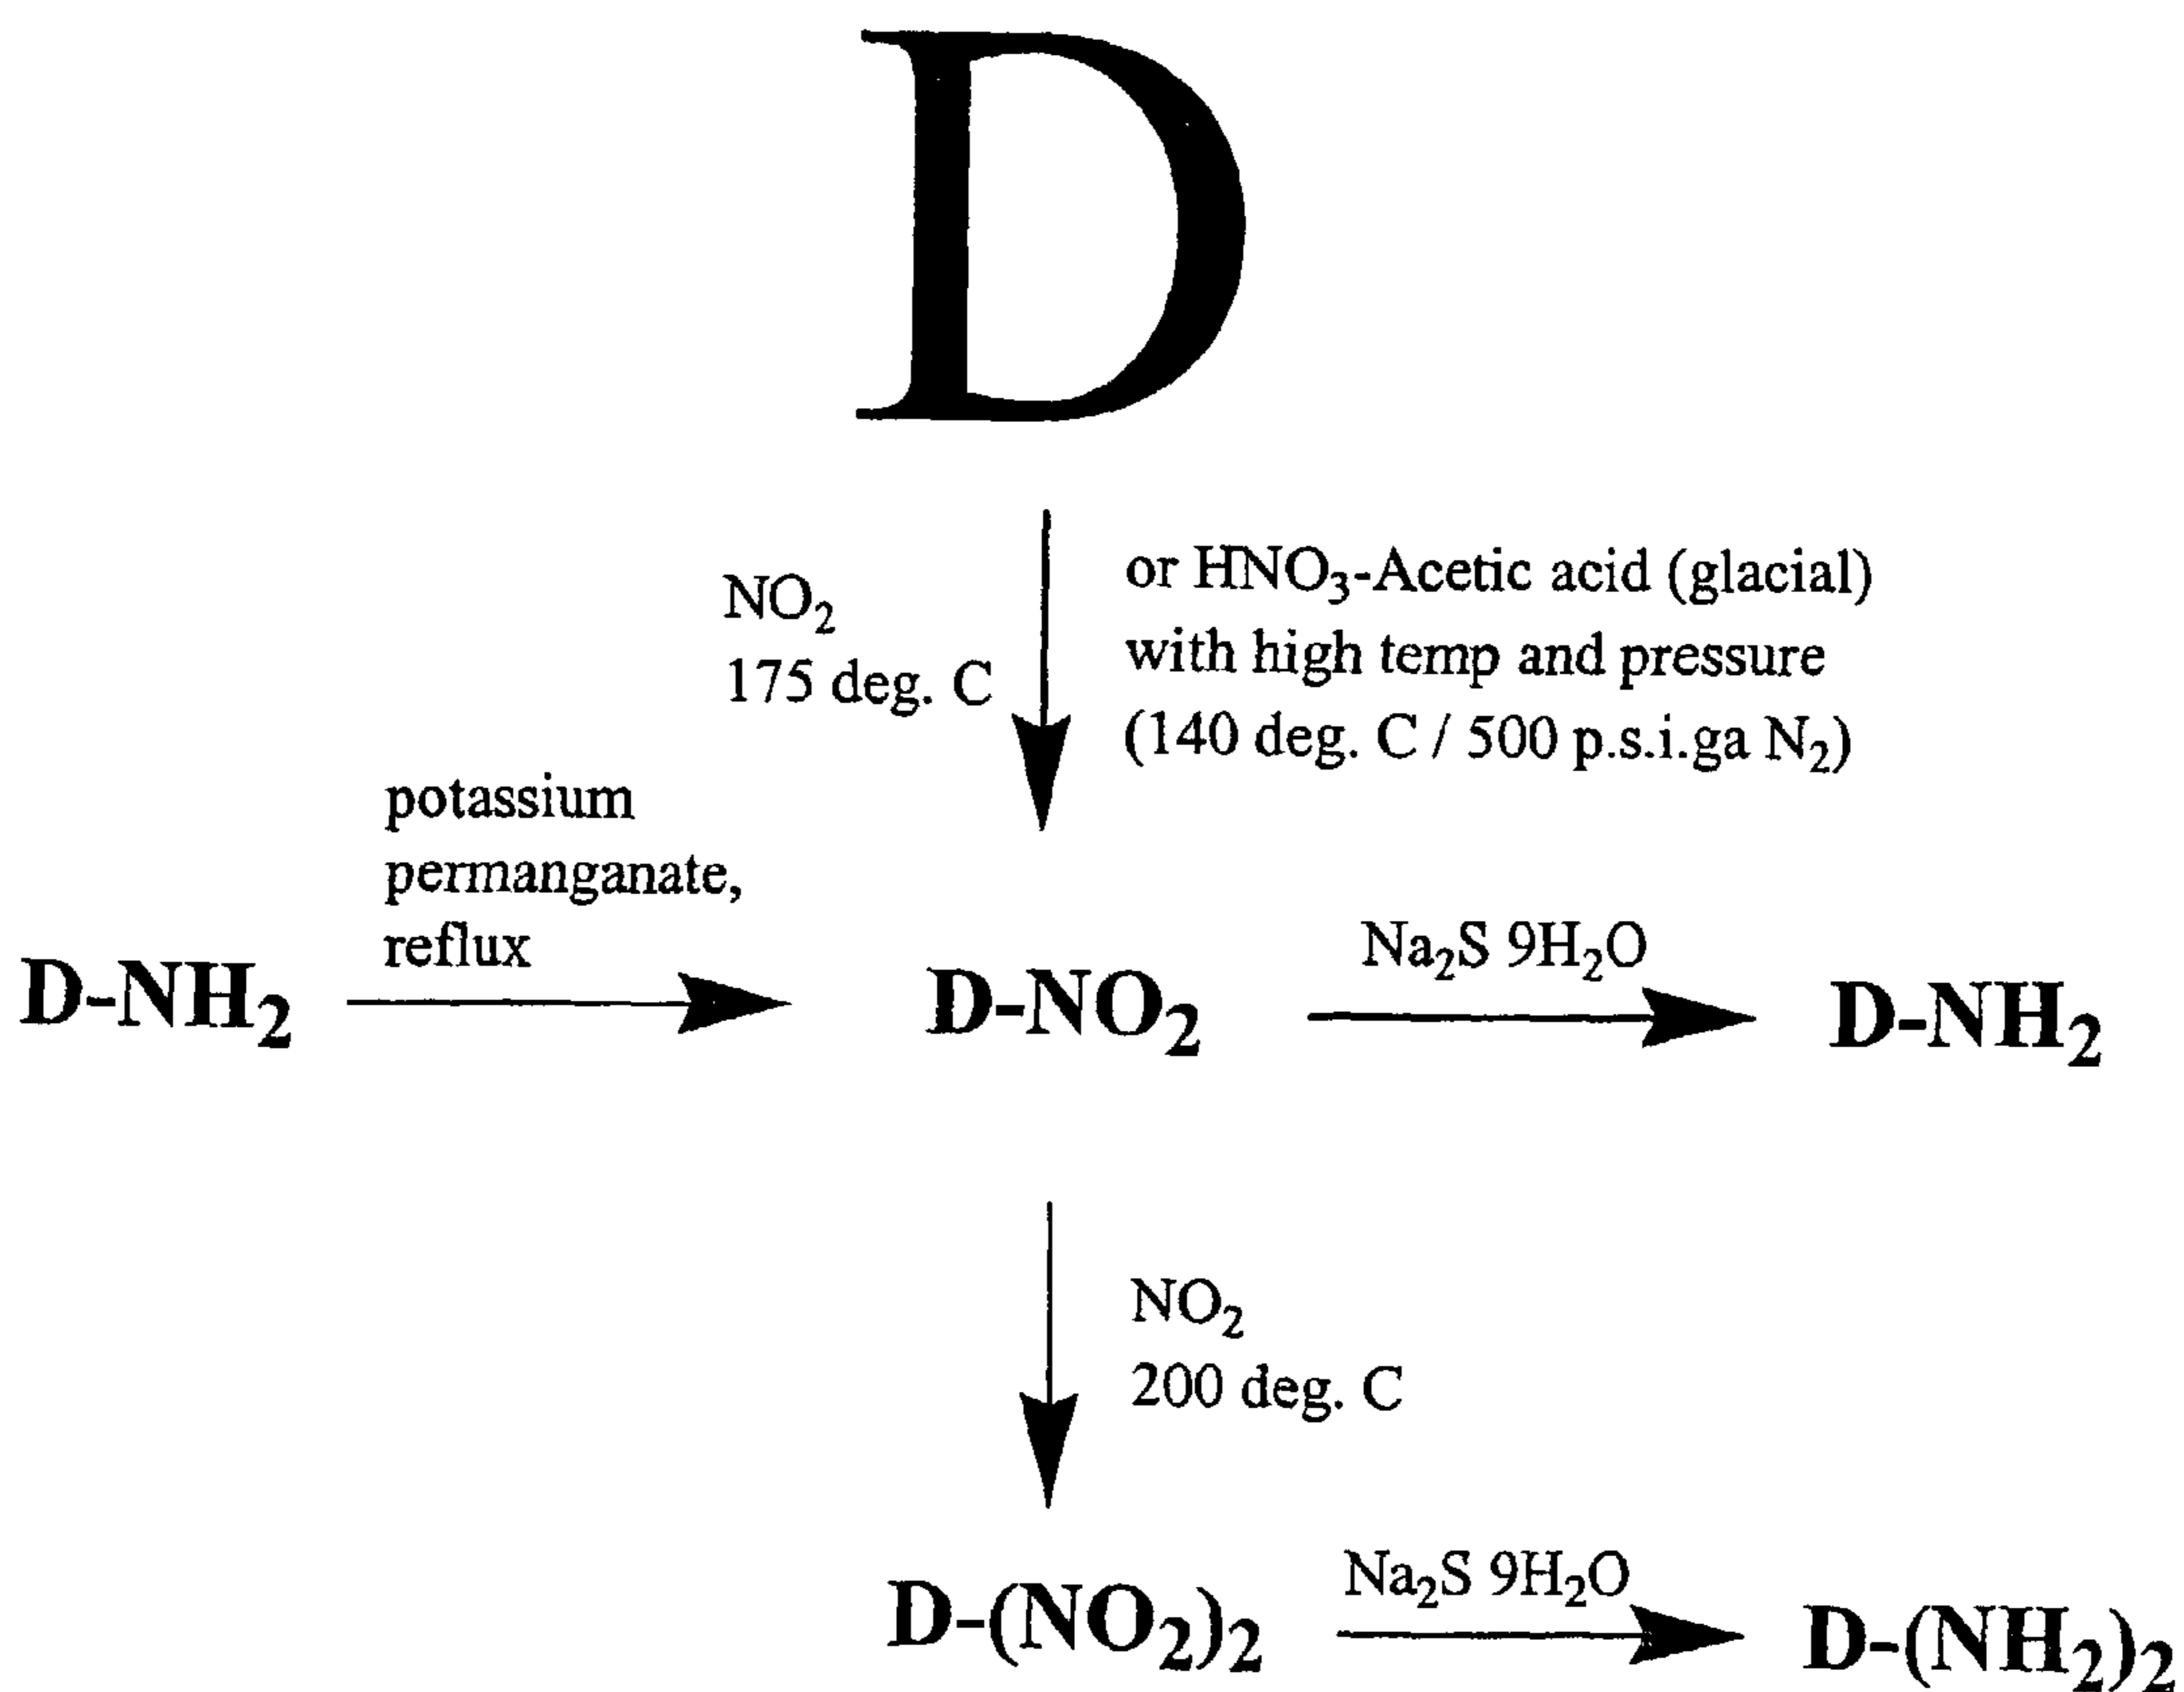 D
NO₂
175 deg. C
or HNO₃-Acetic acid (glacial)
with high temp and pressure
(140 deg. C / 500 p.s.i.ga N₂)
potassium
permanganate,
reflux
D-NH₂
D-NO₂
Na₂S 9H₂O
D-NH₂
NO₂
200 deg. C
D-(NO₂)₂
Na₂S 9H₂O
D-(NH₂)₂